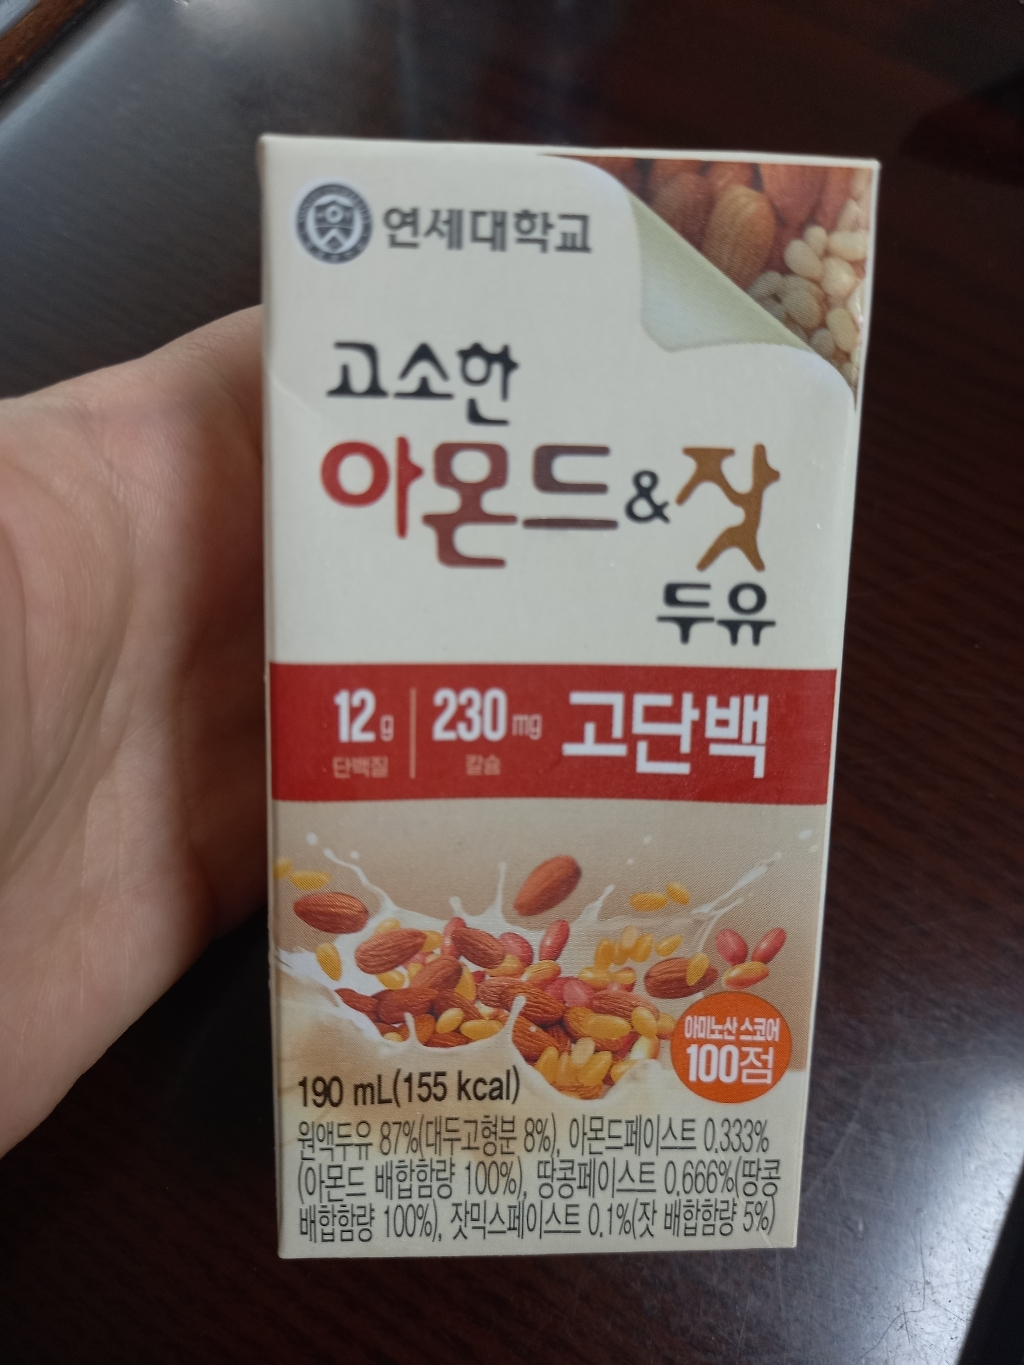 연세대학교
고소한
아몬드&잣
두유
12g 230mg 고단백
단백질 칼슘
아미노산 스코어
100점
190 mL(155 kcal)
원액두유 87%(대두고형분 8%), 아몬드페이스트 0.333%
(아몬드 배합함량 100%), 땅콩페이스트 0.666%(땅콩
배합함량 100%), 잣믹스페이스트 0.1%(잣 배합함량 5%)